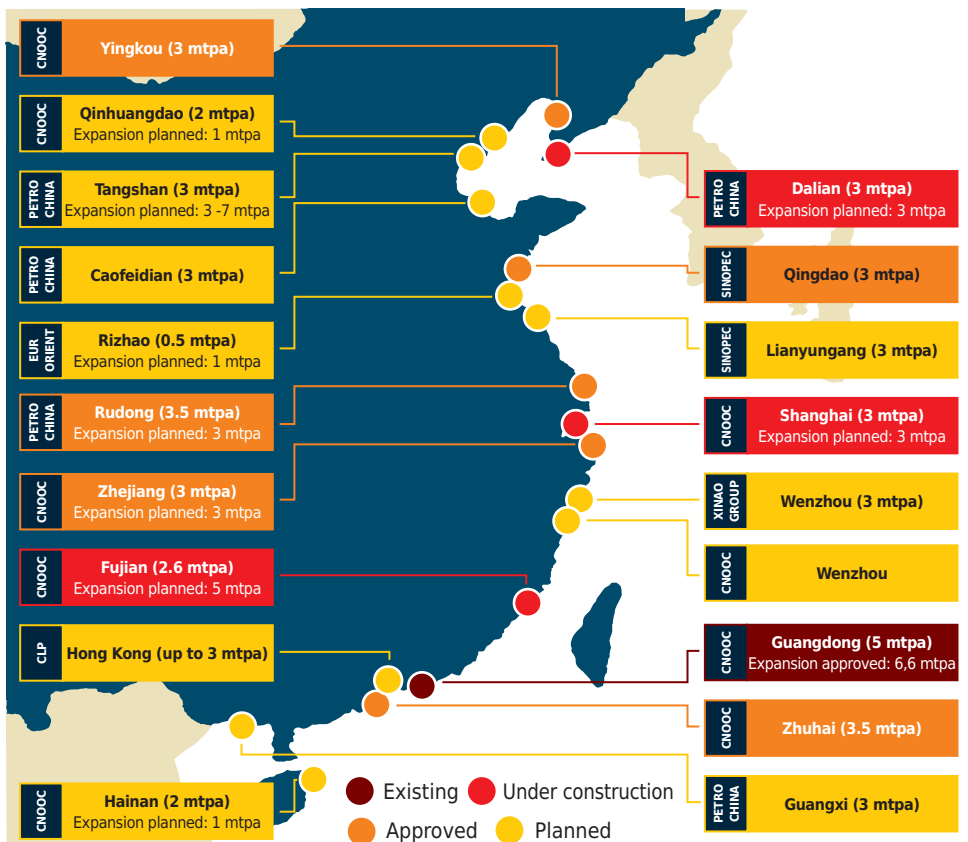 CNOOC
Yingkou (3 mtpa)
CNOOC
Qinhuangdao (2 mtpa)
Expansion planned: 1 mtpa
PETRO
CHINA
Tangshan (3 mtpa)
Expansion planned: 3 -7 mtpa
PETRO
CHINA
Caofeidian (3 mtpa)
EUR
ORIENT
Rizhao (0.5 mtpa)
Expansion planned: 1 mtpa
PETRO
CHINA
Rudong (3.5 mtpa)
Expansion planned: 3 mtpa
CNOOC
Zhejiang (3 mtpa)
Expansion planned: 3 mtpa
CNOOC
Fujian (2.6 mtpa)
Expansion planned: 5 mtpa
CLP
Hong Kong (up to 3 mtpa)
CNOOC
Hainan (2 mtpa)
Expansion planned: 1 mtpa
PETRO
CHINA
Dalian (3 mtpa)
Expansion planned: 3 mtpa
SINOPEC
Qingdao (3 mtpa)
SINOPEC
Lianyungang (3 mtpa)
CNOOC
Shanghai (3 mtpa)
Expansion planned: 3 mtpa
XINAO
GROUP
Wenzhou (3 mtpa)
CNOOC
Wenzhou
CNOOC
Guangdong (5 mtpa)
Expansion approved: 6,6 mtpa
CNOOC
Zhuhai (3.5 mtpa)
PETRO
CHINA
Guangxi (3 mtpa)
Existing
Under construction
Approved
Planned